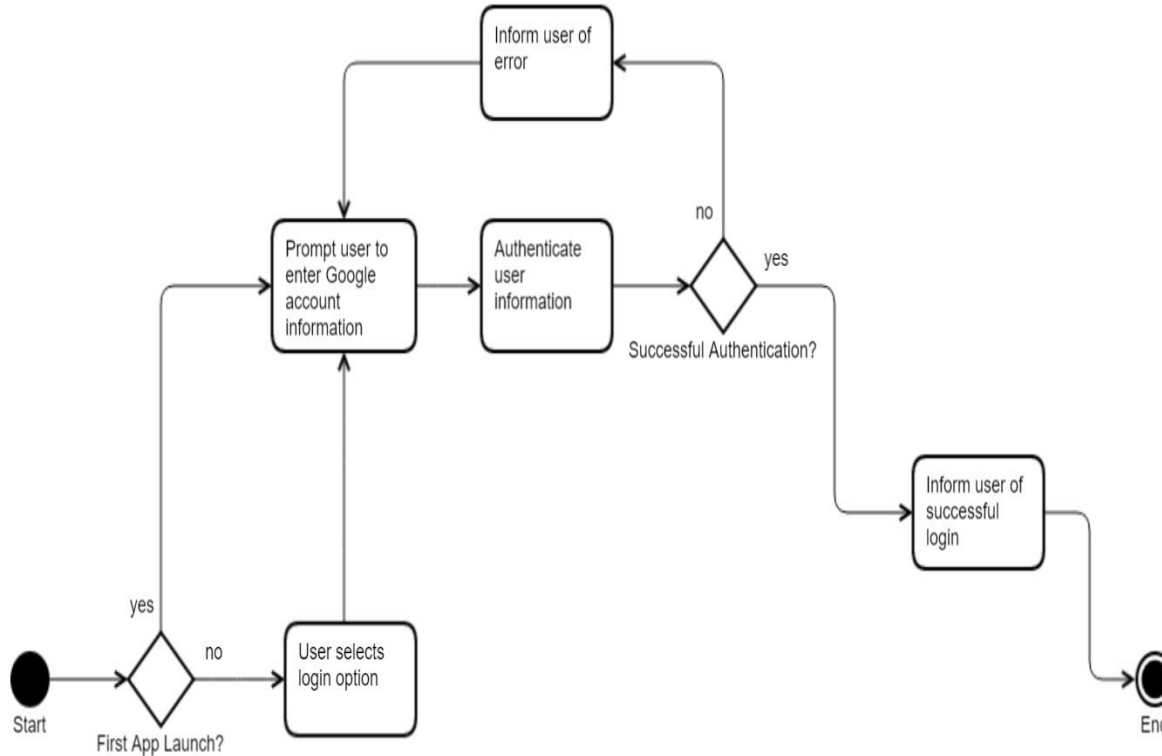 Inform user of
error
no
Prompt user to
enter Google
account
information
Authenticate
user
information
yes
Successful Authentication?
Inform user of
successful
login
yes
no
User selects
login option
Start
First App Launch?
End